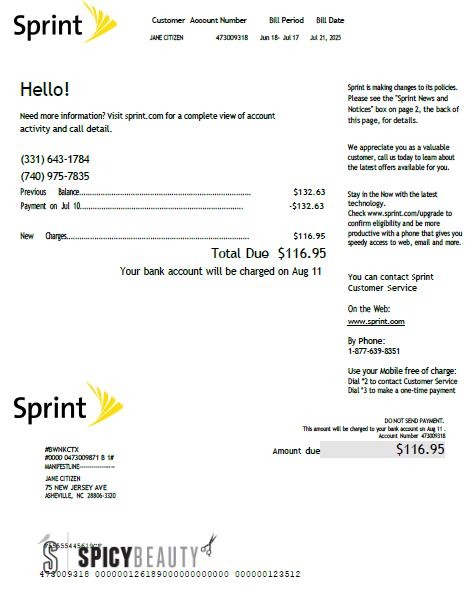 Sprint
Customer Account Number Bill Period Bill Date
JANE CITIZEN 473009318 Jun 18- Jul 17 Jul 21, 2025
Hello!
Need more information? Visit sprint.com for a complete view of account
activity and call detail.
(331) 643-1784
(740) 975-7835
Previous Balance $132.63
Payment on Jul 10 -$132.63
New Charges $116.95
Total Due $116.95
Your bank account will be charged on Aug 11
Sprint is making changes to its policies.
Please see the "Sprint News and
Notices" box on page 2, the back of
this page, for details.
We appreciate you as a valuable
customer, call us today to learn about
the latest offers available for you.
Stay in the Now with the latest
technology.
Check www.sprint.com/upgrade to
confirm eligibility and be more
productive with a phone that gives you
speedy access to web, email and more.
You can contact Sprint
Customer Service
On the Web:
www.sprint.com
By Phone:
1-877-639-8351
Use your Mobile free of charge:
Dial *2 to contact Customer Service
Dial *3 to make a one-time payment
Sprint
DO NOT SEND PAYMENT.
This amount will be charged to your bank account on Aug 11 .
Account Number 473009318
Amount due $116.95
#BWNKCTX
#0000 0473009871 B 1#
MANIFESTLINE
JANE CITIZEN
75 NEW JERSEY AVE
ASHEVILLE, NC 28806-3320
SPICYBEAUTY
473009318 0000001261890000000000000 000000123512